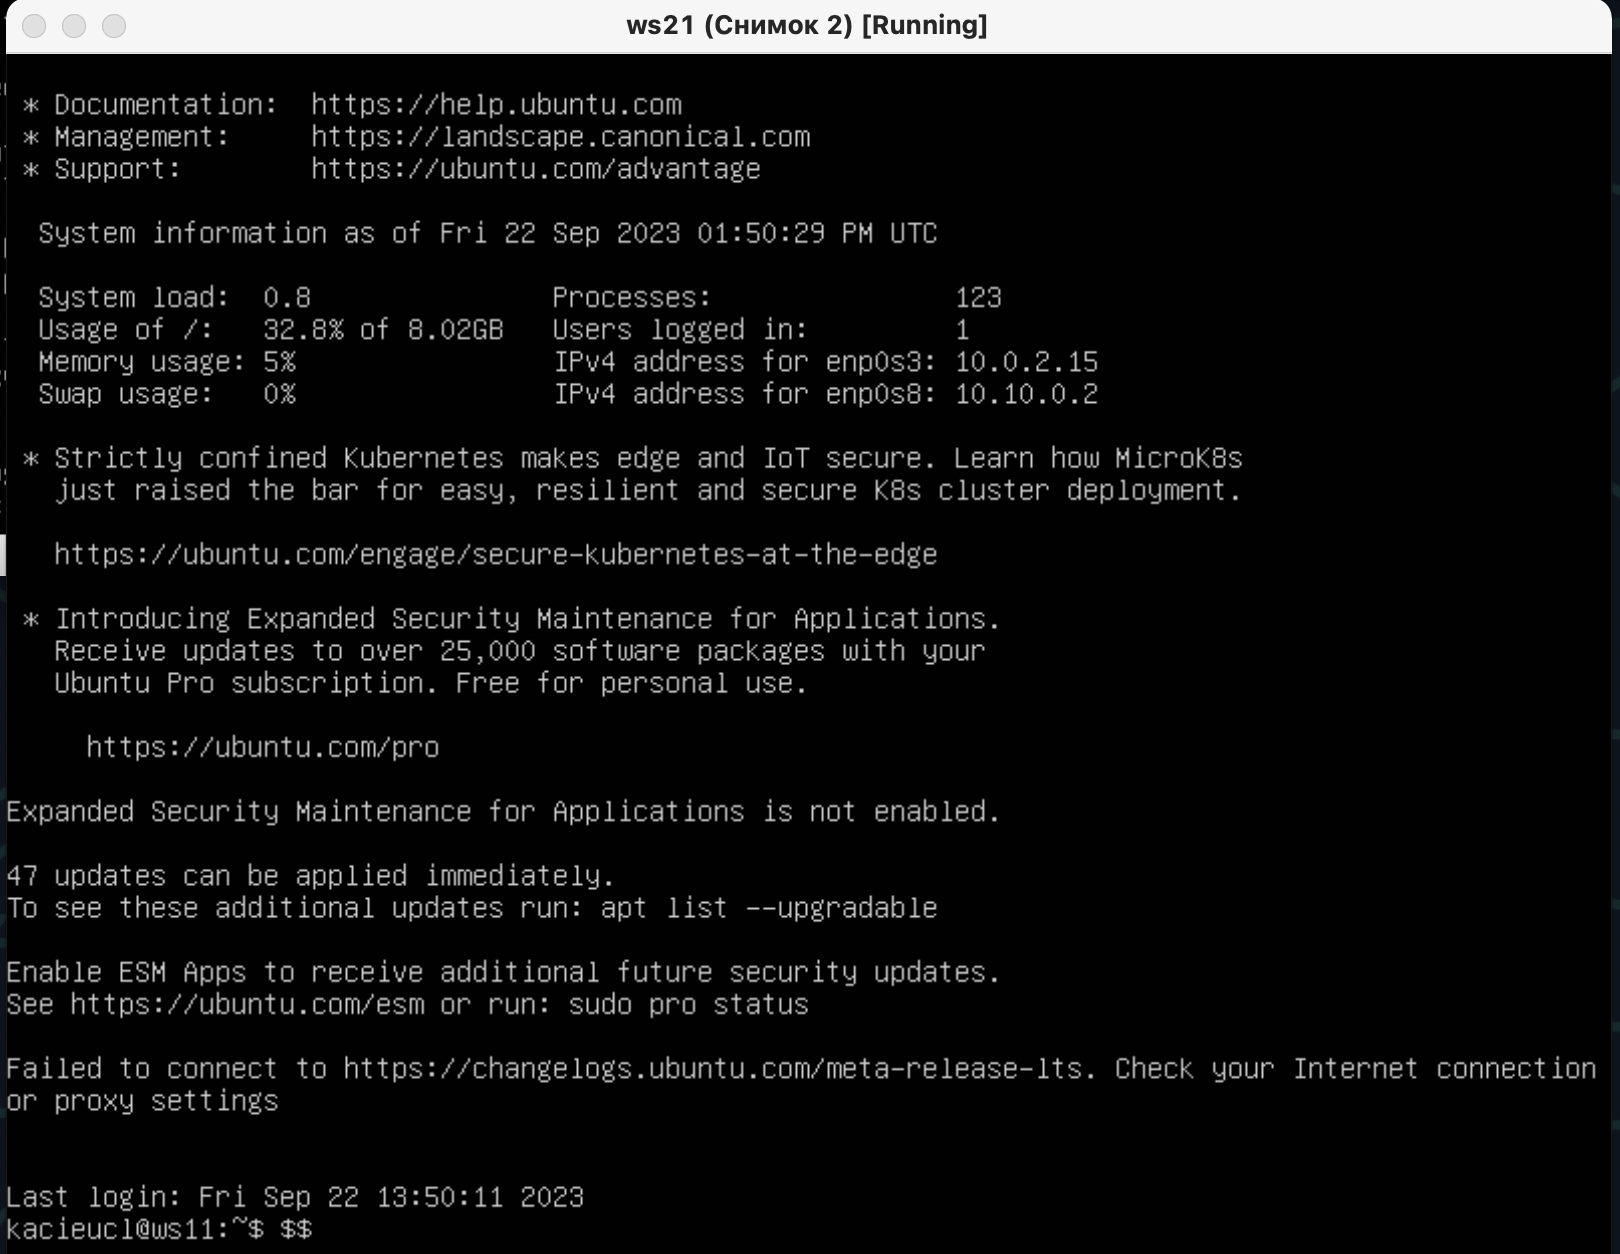 ws21 (Снимок 2) [Running]
* Documentation:  https://help.ubuntu.com
* Management:     https://landscape.canonical.com
* Support:        https://ubuntu.com/advantage
System information as of Fri 22 Sep 2023 01:50:29 PM UTC
System load:  0.8               Processes:               123
Usage of /:   32.8% of 8.02GB   Users logged in:         1
Memory usage: 5%                IPv4 address for enp0s3: 10.0.2.15
Swap usage:   0%                IPv4 address for enp0s8: 10.10.0.2
* Strictly confined Kubernetes makes edge and IoT secure. Learn how MicroK8s
just raised the bar for easy, resilient and secure K8s cluster deployment.
https://ubuntu.com/engage/secure-kubernetes-at-the-edge
* Introducing Expanded Security Maintenance for Applications.
Receive updates to over 25,000 software packages with your
Ubuntu Pro subscription. Free for personal use.
https://ubuntu.com/pro
Expanded Security Maintenance for Applications is not enabled.
47 updates can be applied immediately.
To see these additional updates run: apt list --upgradable
Enable ESM Apps to receive additional future security updates.
See https://ubuntu.com/esm or run: sudo pro status
Failed to connect to https://changelogs.ubuntu.com/meta-release-lts. Check your Internet connection
or proxy settings
Last login: Fri Sep 22 13:50:11 2023
kacieucl@ws11:~$ $$